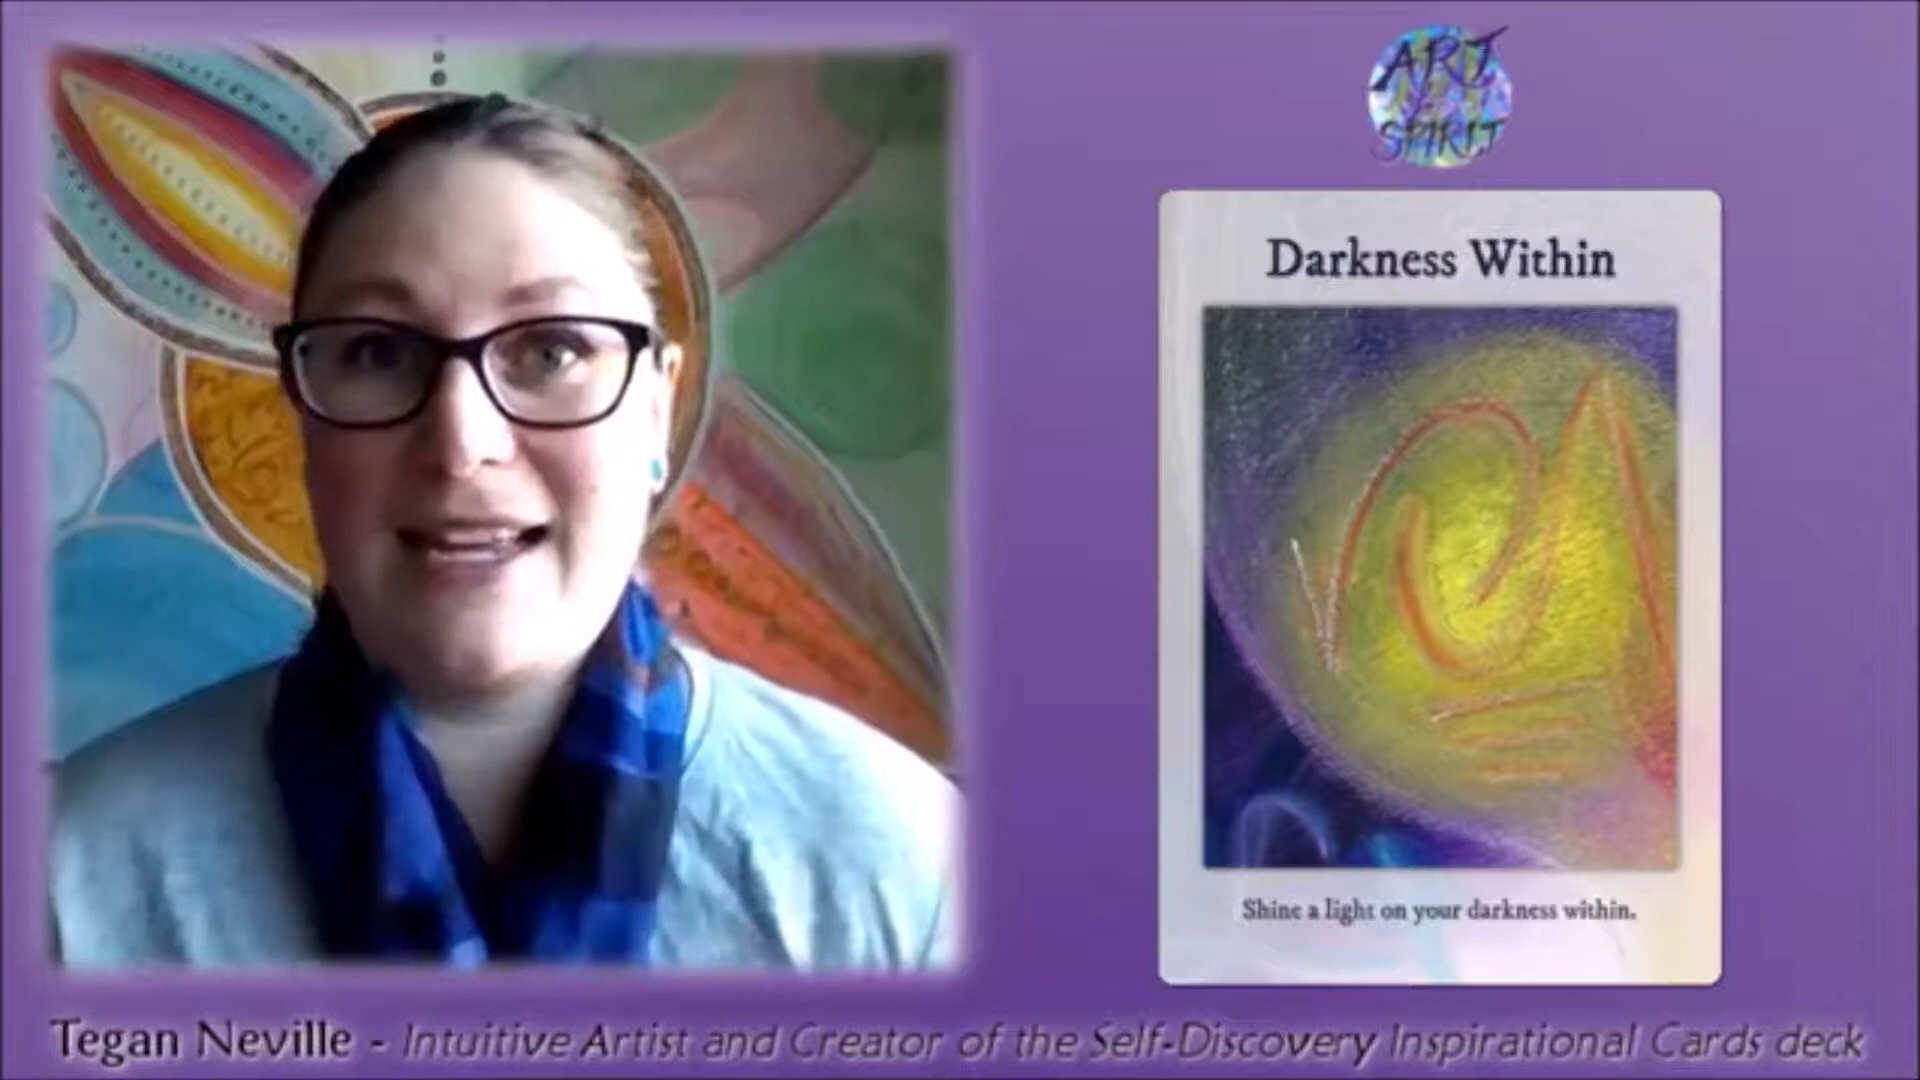 ART
SPIRIT
Darkness Within
Shine a light on your darkness within.
Tegan Neville - Intuitive Artist and Creator of the Self-Discovery Inspirational Cards deck